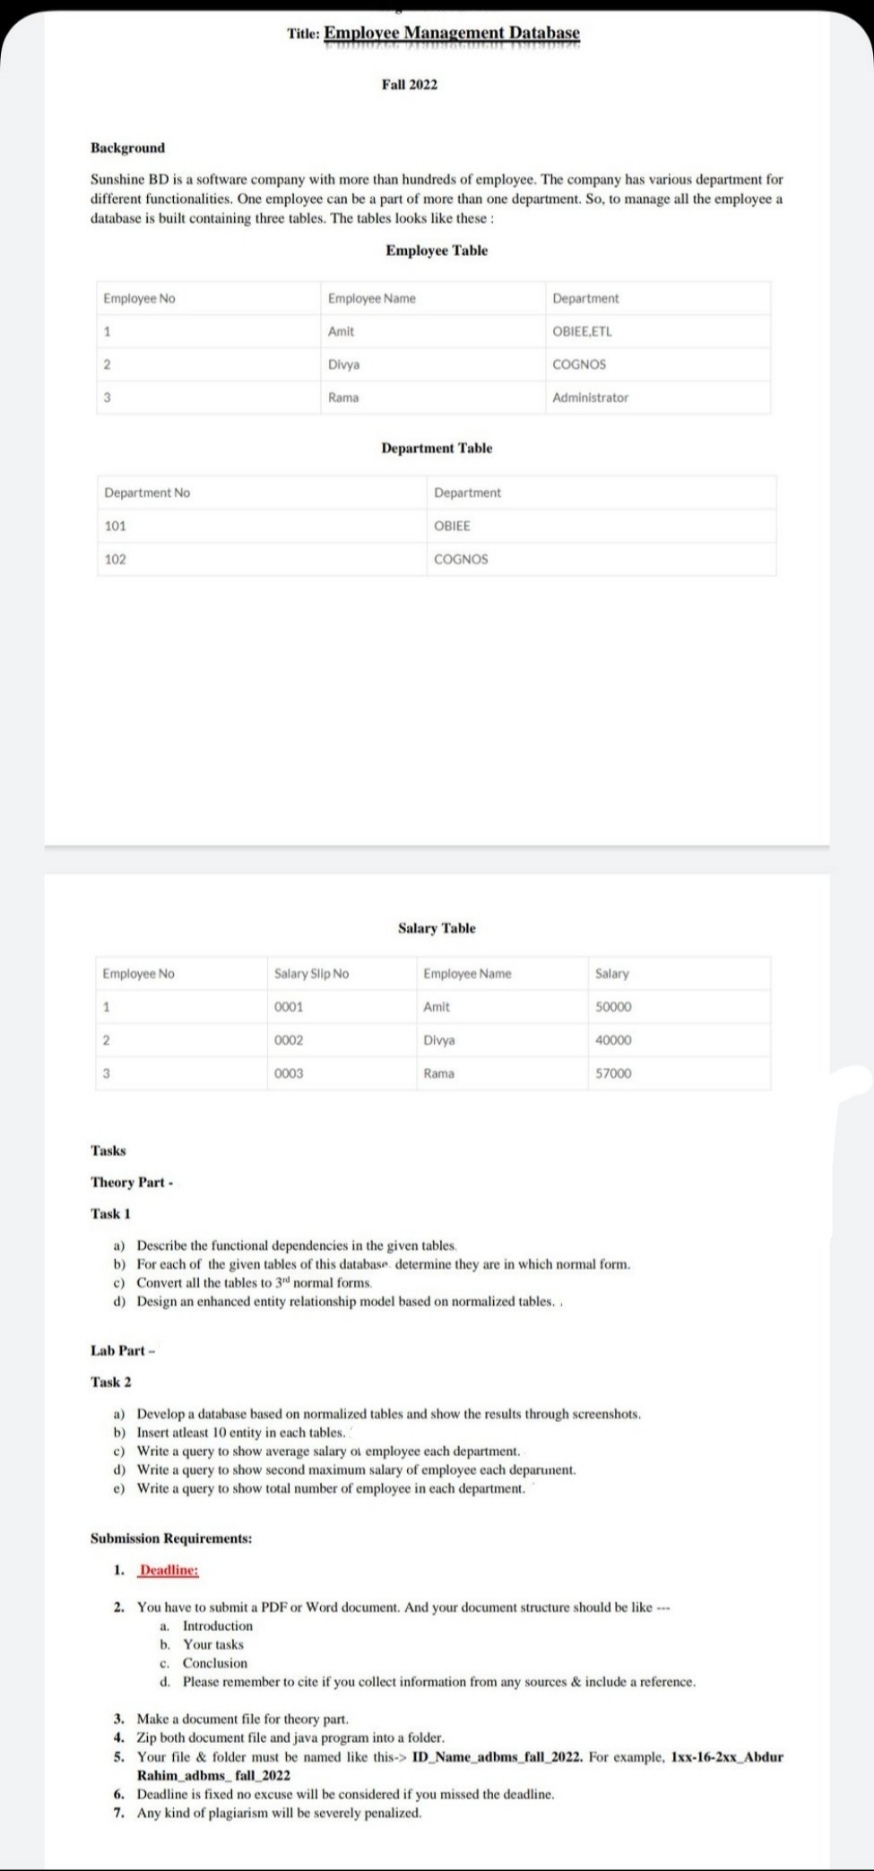 Title: Employee Management Database
Fall 2022
Background
Sunshine BD is a software company with more than hundreds of employee. The company has various department for
different functionalities. One employee can be a part of more than one department. So, to manage all the employee a
database is built containing three tables. The tables looks like these :
Employee Table
Employee No Employee Name Department
1 Amit OBIEE,ETL
2 Divya COGNOS
3 Rama Administrator
Department Table
Department No Department
101 OBIEE
102 COGNOS
Salary Table
Employee No Salary Slip No Employee Name Salary
1 0001 Amit 50000
2 0002 Divya 40000
3 0003 Rama 57000
Tasks
Theory Part -
Task 1
a) Describe the functional dependencies in the given tables.
b) For each of the given tables of this database determine they are in which normal form.
c) Convert all the tables to 3rd normal forms.
d) Design an enhanced entity relationship model based on normalized tables. .
Lab Part –
Task 2
a) Develop a database based on normalized tables and show the results through screenshots.
b) Insert atleast 10 entity in each tables.
c) Write a query to show average salary of employee each department.
d) Write a query to show second maximum salary of employee each department.
e) Write a query to show total number of employee in each department.
Submission Requirements:
1. Deadline:
2. You have to submit a PDF or Word document. And your document structure should be like ---
a. Introduction
b. Your tasks
c. Conclusion
d. Please remember to cite if you collect information from any sources & include a reference.
3. Make a document file for theory part.
4. Zip both document file and java program into a folder.
5. Your file & folder must be named like this-> ID_Name_adbms_fall_2022. For example, 1xx-16-2xx_Abdur
Rahim_adbms_ fall_2022
6. Deadline is fixed no excuse will be considered if you missed the deadline.
7. Any kind of plagiarism will be severely penalized.